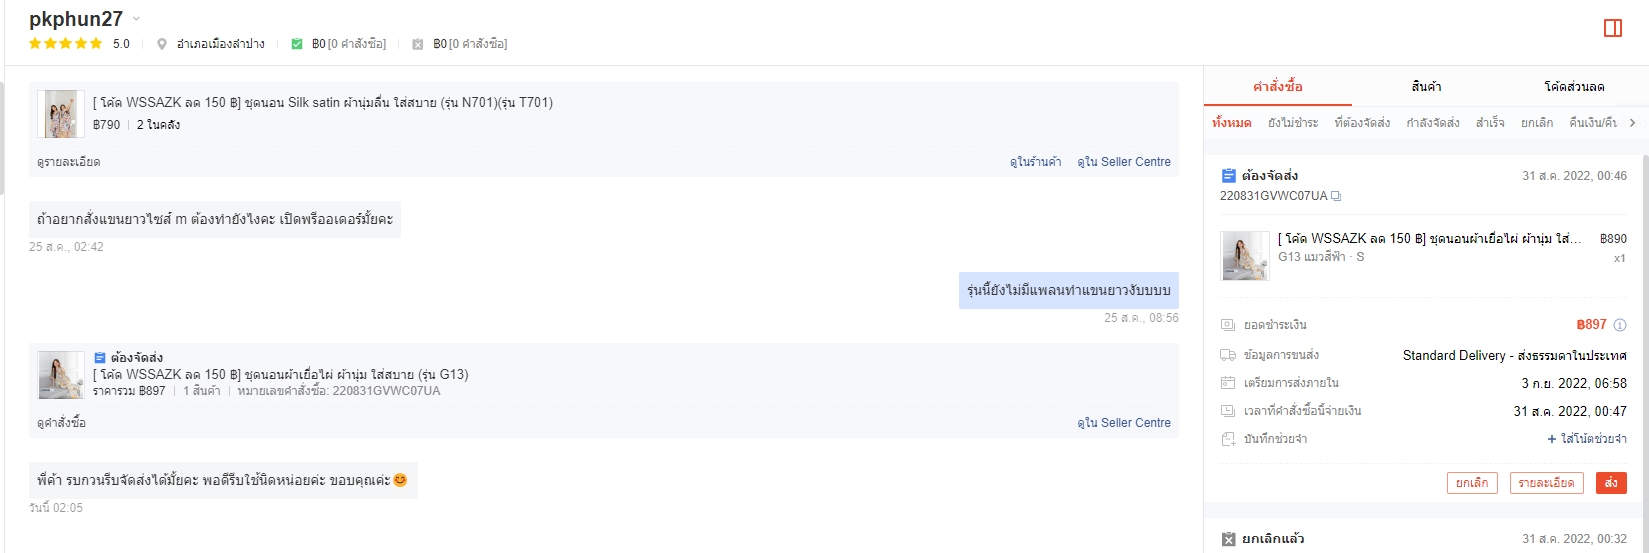 pkphun27
5.0 อำเภอเมืองลำปาง ฿0 [0 คำสั่งซื้อ] ฿0 [0 คำสั่งซื้อ]
[ โค้ด WSSAZK ลด 150 ฿] ชุดนอน Silk satin ผ้านุ่มลื่น ใส่สบาย (รุ่น N701)(รุ่น T701)
฿790 2 ในคลัง
ดูรายละเอียด ดูในร้านค้า ดูใน Seller Centre
ถ้าอยากสั่งแขนยาวไซส์ m ต้องทำยังไงคะ เปิดพรีออเดอร์มั้ยคะ
25 ส.ค., 02:42
รุ่นนี้ยังไม่มีแพลนทำแขนยาวงับบบบ
25 ส.ค., 08:56
ต้องจัดส่ง
[ โค้ด WSSAZK ลด 150 ฿] ชุดนอนผ้าเยื่อไผ่ ผ้านุ่ม ใส่สบาย (รุ่น G13)
ราคารวม ฿897 1 สินค้า หมายเลขคำสั่งซื้อ: 220831GVWC07UA
ดูคำสั่งซื้อ ดูใน Seller Centre
พี่ค้า รบกวนรีบจัดส่งได้มั้ยคะ พอดีรีบใช้นิดหน่อยค่ะ ขอบคุณค่ะ😊
วันนี้ 02:05
คำสั่งซื้อ สินค้า โค้ดส่วนลด
ทั้งหมด ยังไม่ชำระ ที่ต้องจัดส่ง กำลังจัดส่ง สำเร็จ ยกเลิก คืนเงิน/คืน
ต้องจัดส่ง 31 ส.ค. 2022, 00:46
220831GVWC07UA
[ โค้ด WSSAZK ลด 150 ฿] ชุดนอนผ้าเยื่อไผ่ ผ้านุ่ม ใส่... ฿890
G13 แมวสีฟ้า · S x1
ยอดชำระเงิน ฿897
ข้อมูลการขนส่ง Standard Delivery - ส่งธรรมดาในประเทศ
เตรียมการส่งภายใน 3 ก.ย. 2022, 06:58
เวลาที่คำสั่งซื้อนี้จ่ายเงิน 31 ส.ค. 2022, 00:47
บันทึกช่วยจำ + ใส่โน้ตช่วยจำ
ยกเลิก รายละเอียด ส่ง
ยกเลิกแล้ว 31 ส.ค. 2022, 00:32